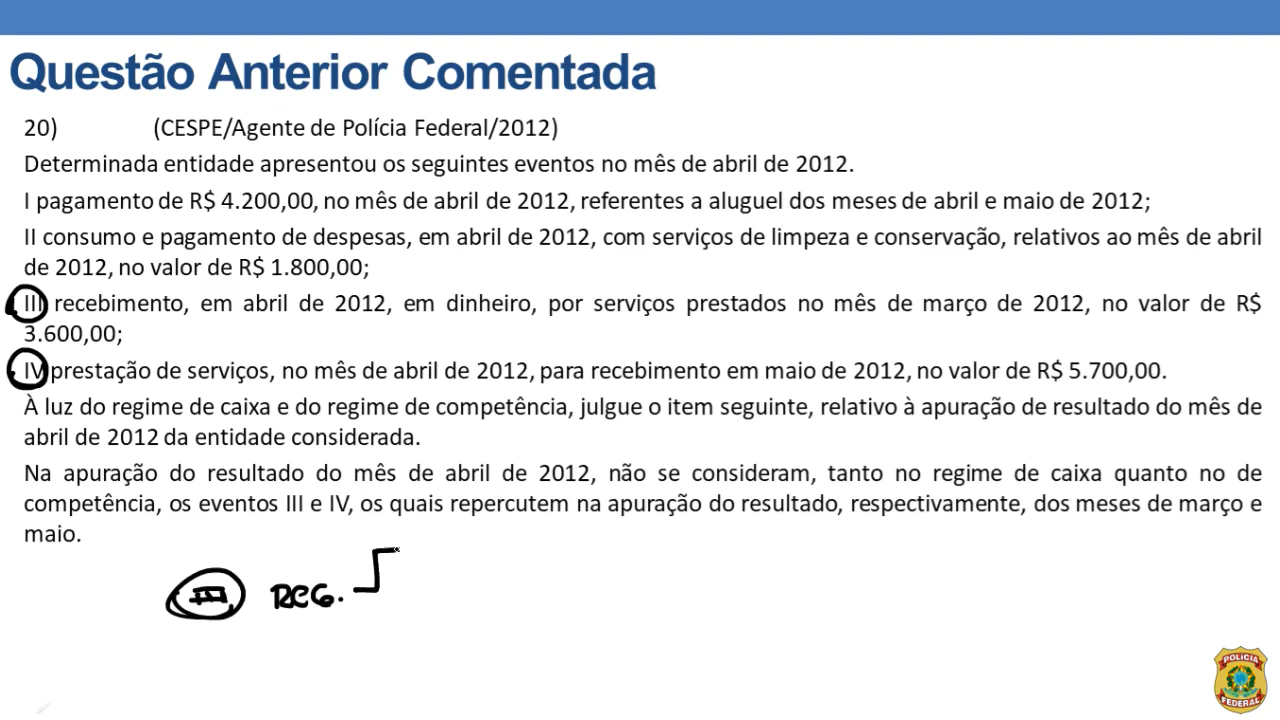 Questão Anterior Comentada
20) (CESPE/Agente de Polícia Federal/2012)
Determinada entidade apresentou os seguintes eventos no mês de abril de 2012.
I pagamento de R$ 4.200,00, no mês de abril de 2012, referentes a aluguel dos meses de abril e maio de 2012;
II consumo e pagamento de despesas, em abril de 2012, com serviços de limpeza e conservação, relativos ao mês de abril
de 2012, no valor de R$ 1.800,00;
III recebimento, em abril de 2012, em dinheiro, por serviços prestados no mês de março de 2012, no valor de R$
3.600,00;
IV prestação de serviços, no mês de abril de 2012, para recebimento em maio de 2012, no valor de R$ 5.700,00.
À luz do regime de caixa e do regime de competência, julgue o item seguinte, relativo à apuração de resultado do mês de
abril de 2012 da entidade considerada.
Na apuração do resultado do mês de abril de 2012, não se consideram, tanto no regime de caixa quanto no de
competência, os eventos III e IV, os quais repercutem na apuração do resultado, respectivamente, dos meses de março e
maio.
III REG.
POLÍCIA
FEDERAL